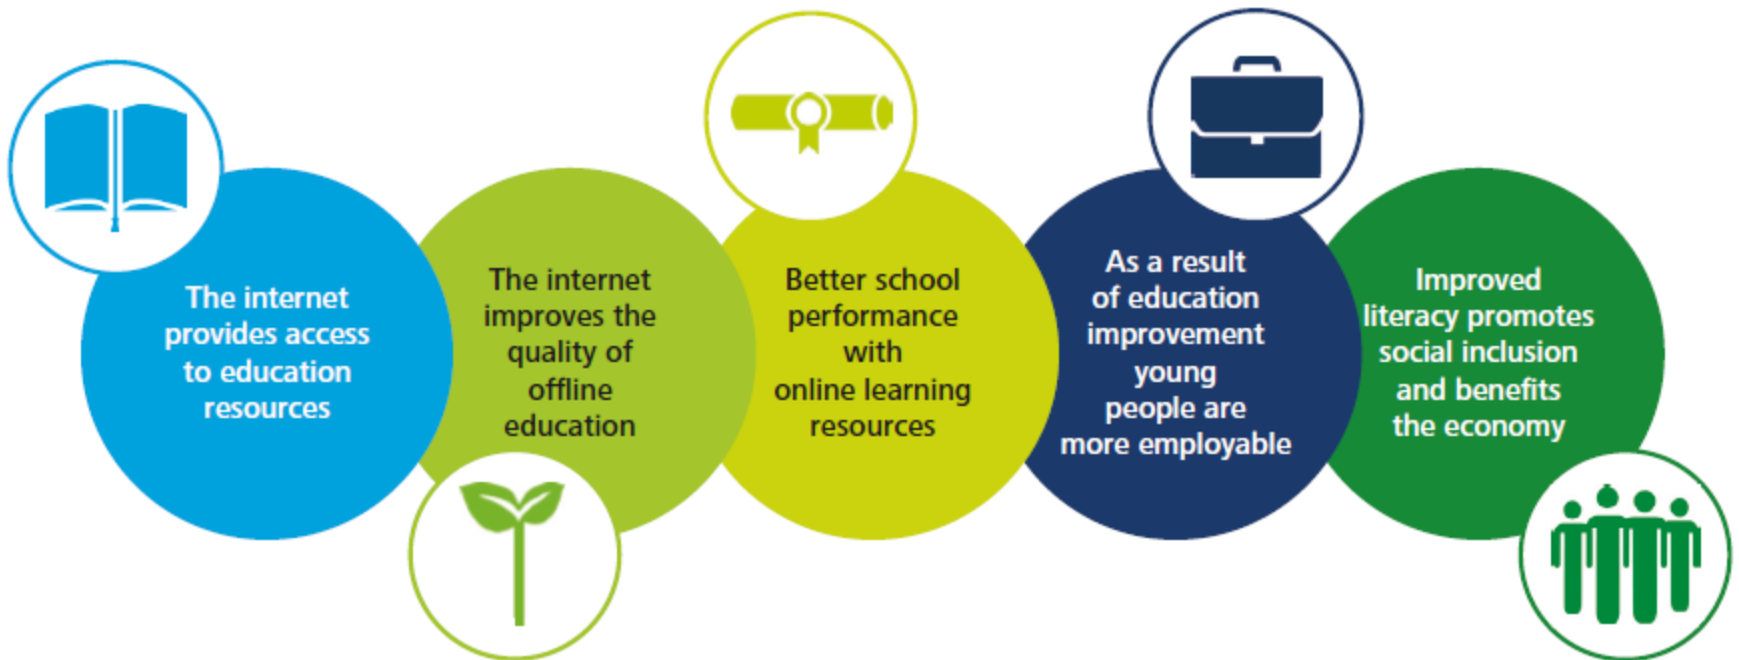 The internet
provides access
to education
resources
The internet
improves the
quality of
offline
education
Better school
performance
with
online learning
resources
As a result
of education
improvement
young
people are
more employable
Improved
literacy promotes
social inclusion
and benefits
the economy